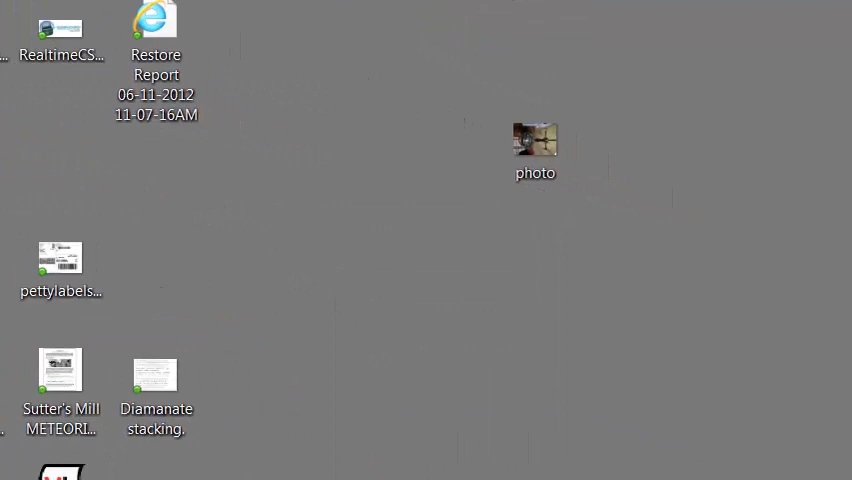 RealtimeCS...
Restore
Report
06-11-2012
11-07-16AM
photo
pettylabels...
Sutter's Mill
METEORI...
Diamanate
stacking.